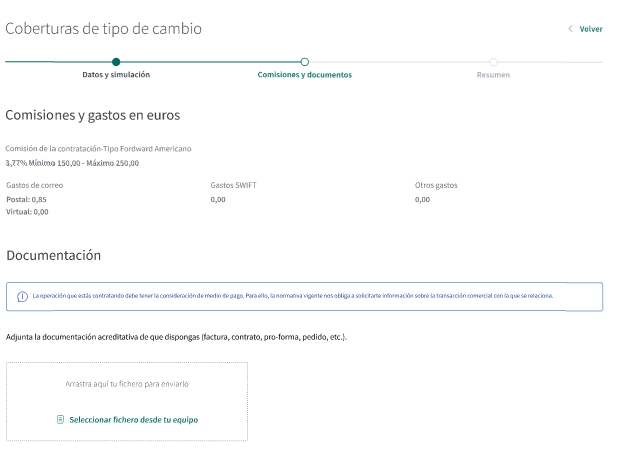 Coberturas de tipo de cambio
Volver
Datos y simulación
Comisiones y documentos
Resumen
Comisiones y gastos en euros
Comisión de la contratación-Tipo Fordward Americano
Mínimo 150,00 - Máximo 250,00
Gastos de correo
Gastos SWIFT
Otros gastos
Postal: 0,85
0,00
0,00
Virtual: 0,00
Documentación
La operación que estás contratando debe tener la consideración de medio de pago. Para ello, la normativa vigente nos obliga a solicitarte información sobre la transacción comercial con la que se relaciona.
Adjunta la documentación acreditativa de que dispongas (factura, contrato, pro-forma, pedido, etc.).
Arrastra aquí tu fichero para enviarlo
Seleccionar fichero desde tu equipo